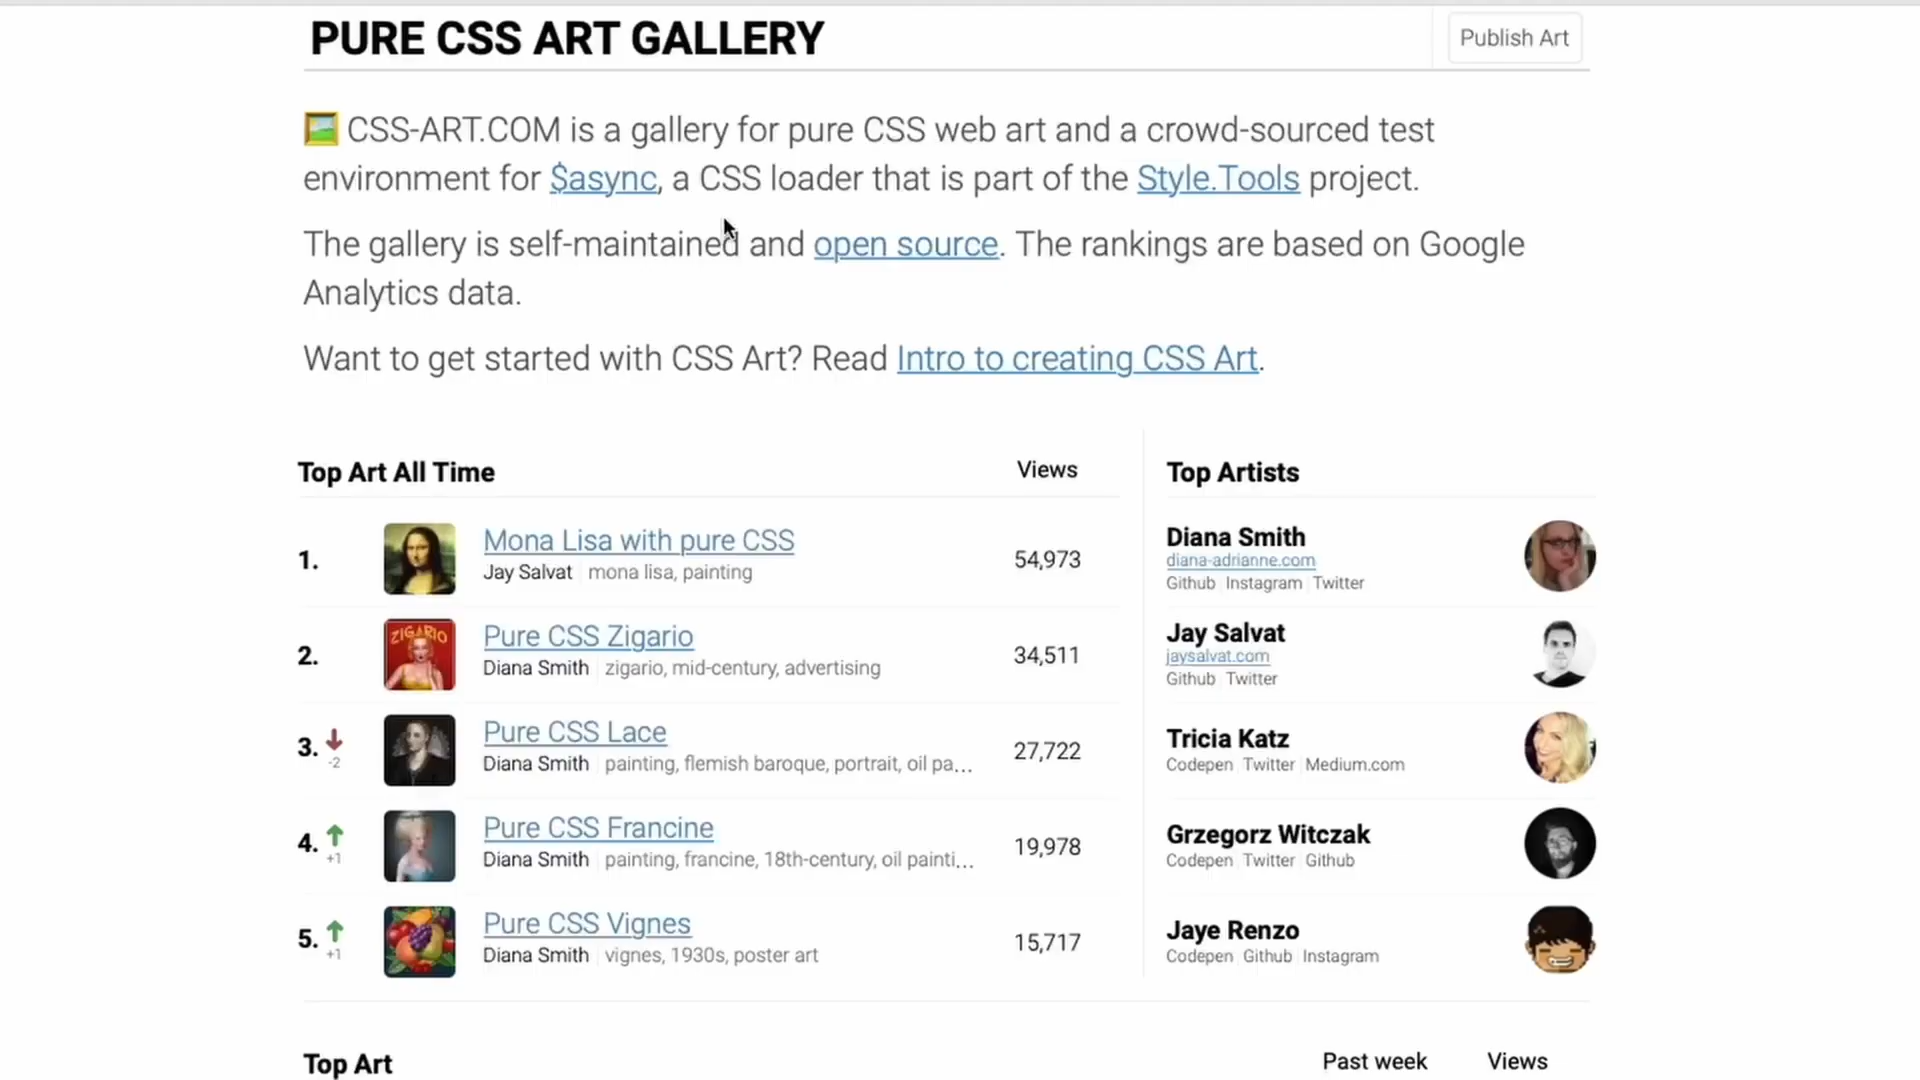 PURE CSS ART GALLERY
Publish Art
CSS-ART.COM is a gallery for pure CSS web art and a crowd-sourced test
environment for $async, a CSS loader that is part of the Style.Tools project.
The gallery is self-maintained and open source. The rankings are based on Google
Analytics data.
Want to get started with CSS Art? Read Intro to creating CSS Art.
Top Art All Time
Views
1.
Mona Lisa with pure CSS
Jay Salvat mona lisa, painting
54,973
2.
ZIGARIO
Pure CSS Zigario
Diana Smith zigario, mid-century, advertising
34,511
3.
-2
Pure CSS Lace
Diana Smith painting, flemish baroque, portrait, oil pa...
27,722
4.
+1
Pure CSS Francine
Diana Smith painting, francine, 18th-century, oil painti...
19,978
5.
+1
Pure CSS Vignes
Diana Smith vignes, 1930s, poster art
15,717
Top Artists
Diana Smith
diana-adrianne.com
Github Instagram Twitter
Jay Salvat
jaysalvat.com
Github Twitter
Tricia Katz
Codepen Twitter Medium.com
Grzegorz Witczak
Codepen Twitter Github
Jaye Renzo
Codepen Github Instagram
Top Art
Past week
Views